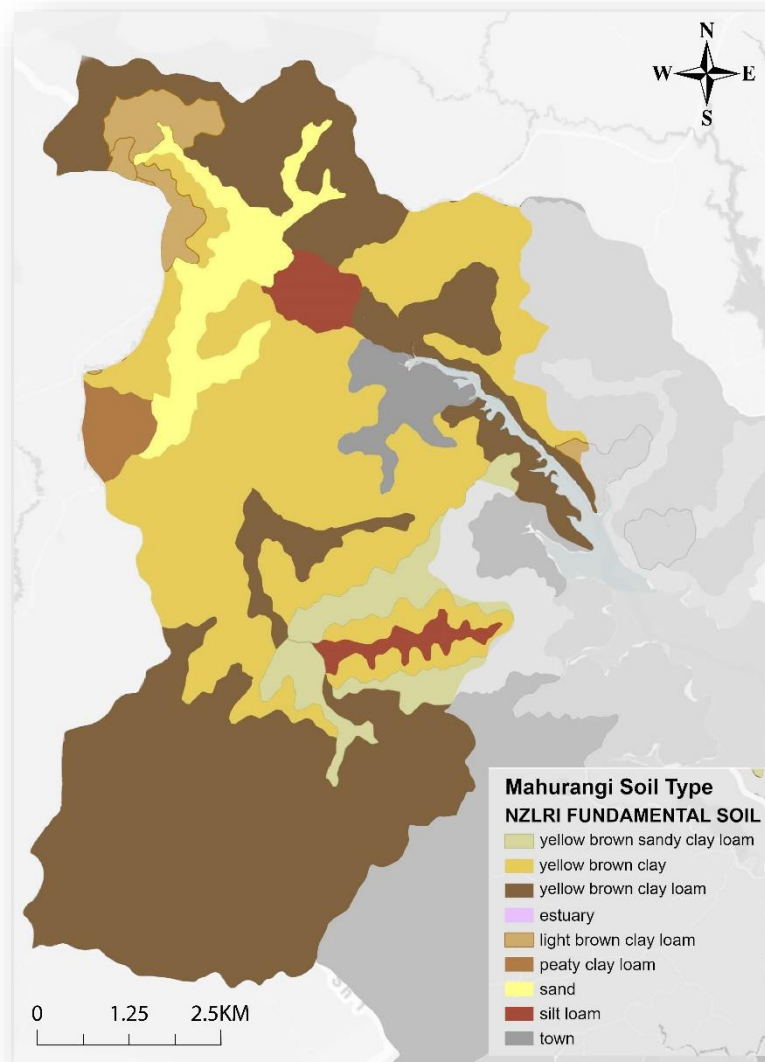 N
W E
S
Mahurangi Soil Type
NZLRI FUNDAMENTAL SOIL
yellow brown sandy clay loam
yellow brown clay
yellow brown clay loam
estuary
light brown clay loam
peaty clay loam
sand
silt loam
town
0 1.25 2.5KM